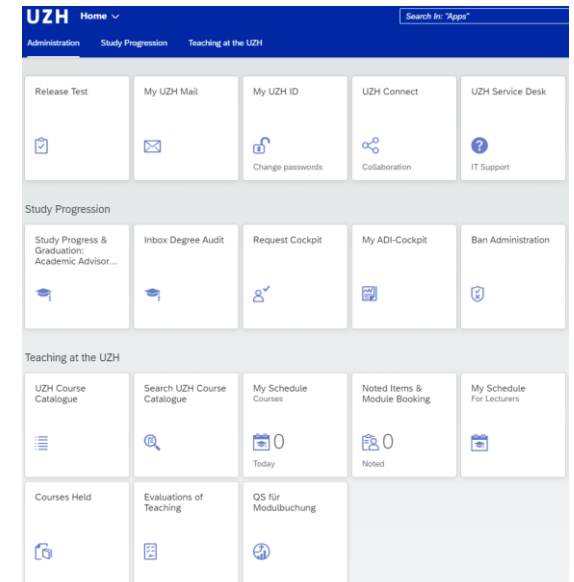 UZH Home
Search In: "Apps"
Administration Study Progression Teaching at the UZH
Release Test
My UZH Mail
My UZH ID
Change passwords
UZH Connect
Collaboration
UZH Service Desk
IT Support
Study Progression
Study Progress &
Graduation:
Academic Advisor...
Inbox Degree Audit
Request Cockpit
My ADI-Cockpit
Ban Administration
Teaching at the UZH
UZH Course
Catalogue
Search UZH Course
Catalogue
My Schedule
Courses
0
Today
Noted Items &
Module Booking
0
Noted
My Schedule
For Lecturers
Courses Held
Evaluations of
Teaching
QS für
Modulbuchung